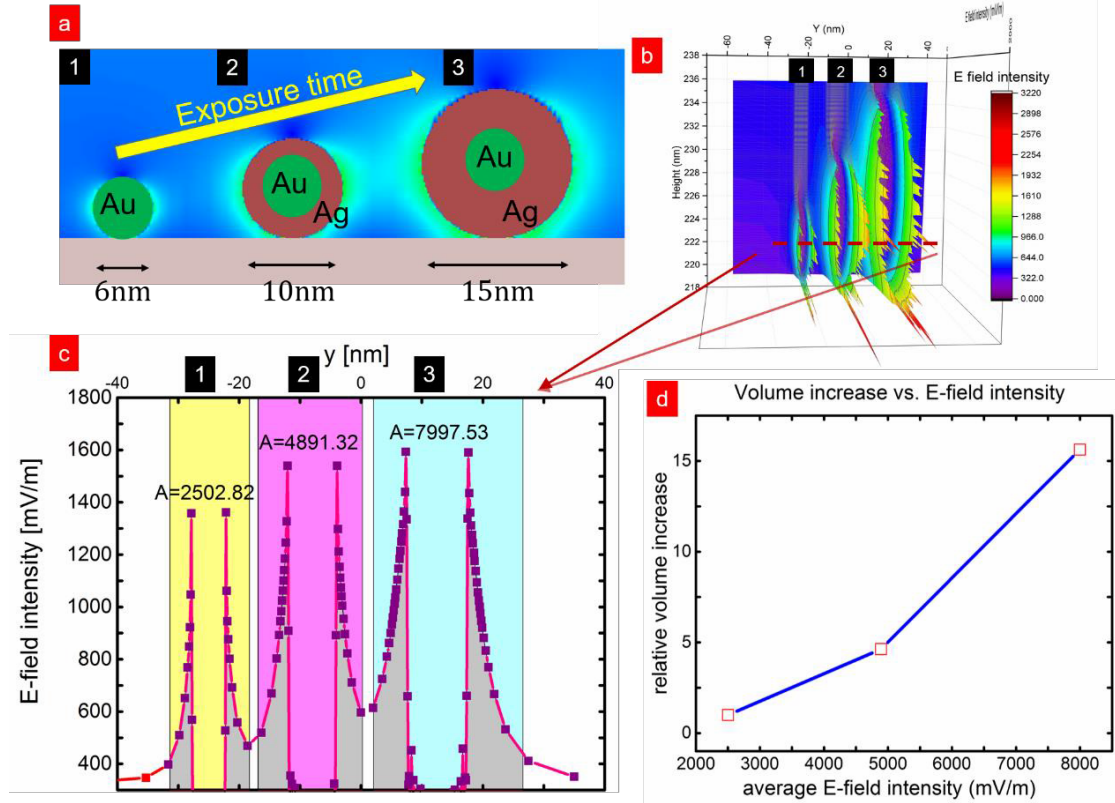 a
1
2
3
Exposure time
Au
Au
Ag
Au
Ag
6nm
10nm
15nm
b
Y (nm)
-60
-40
-20
0
20
40
E field intensity
238
236
234
232
230
228
226
224
222
220
218
Height (nm)
1
2
3
E field intensity
3220
2898
2576
2254
1932
1610
1288
966.0
644.0
322.0
0.000
c
y [nm]
-40
-20
0
20
40
1
2
3
1800
1600
1400
1200
1000
800
600
400
E-field intensity [mV/m]
A=2502.82
A=4891.32
A=7997.53
d
Volume increase vs. E-field intensity
15
10
5
0
relative volume increase
2000
3000
4000
5000
6000
7000
8000
average E-field intensity (mV/m)